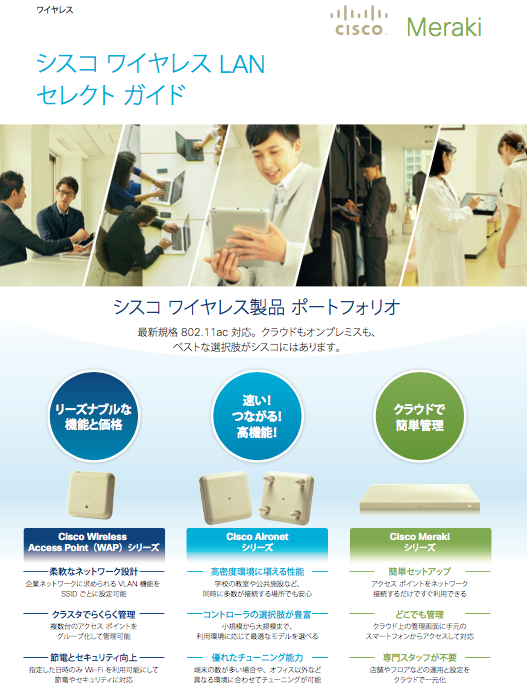 ワイヤレス
CISCO Meraki
シスコ ワイヤレス LAN
セレクト ガイド
シスコ ワイヤレス製品 ポートフォリオ
最新規格 802.11ac 対応。クラウドもオンプレミスも、
ベストな選択肢がシスコにはあります。
リーズナブルな
機能と価格
速い!
つながる!
高機能!
クラウドで
簡単管理
Cisco Wireless
Access Point（WAP）シリーズ
Cisco Aironet
シリーズ
Cisco Meraki
シリーズ
柔軟なネットワーク設計
企業ネットワークに求められる VLAN 機能を
SSID ごとに設定可能
高密度環境に堪える性能
学校の教室や公共施設など、
同時に多数が接続する場所でも安心
簡単セットアップ
アクセス ポイントをネットワーク
接続するだけですぐ利用できる
クラスタでらくらく管理
複数台のアクセス ポイントを
グループ化して管理可能
コントローラの選択肢が豊富
小規模から大規模まで、
利用環境に応じて最適なモデルを選べる
どこでも管理
クラウド上の管理画面に手元の
スマートフォンからアクセスして対応
節電とセキュリティ向上
指定した日時のみ Wi-Fi を利用可能にして
節電やセキュリティに対応
優れたチューニング能力
端末の数が多い場合や、オフィス以外など
異なる環境に合わせてチューニングが可能
専門スタッフが不要
店舗やフロアなどの運用と設定を
クラウドで一元化